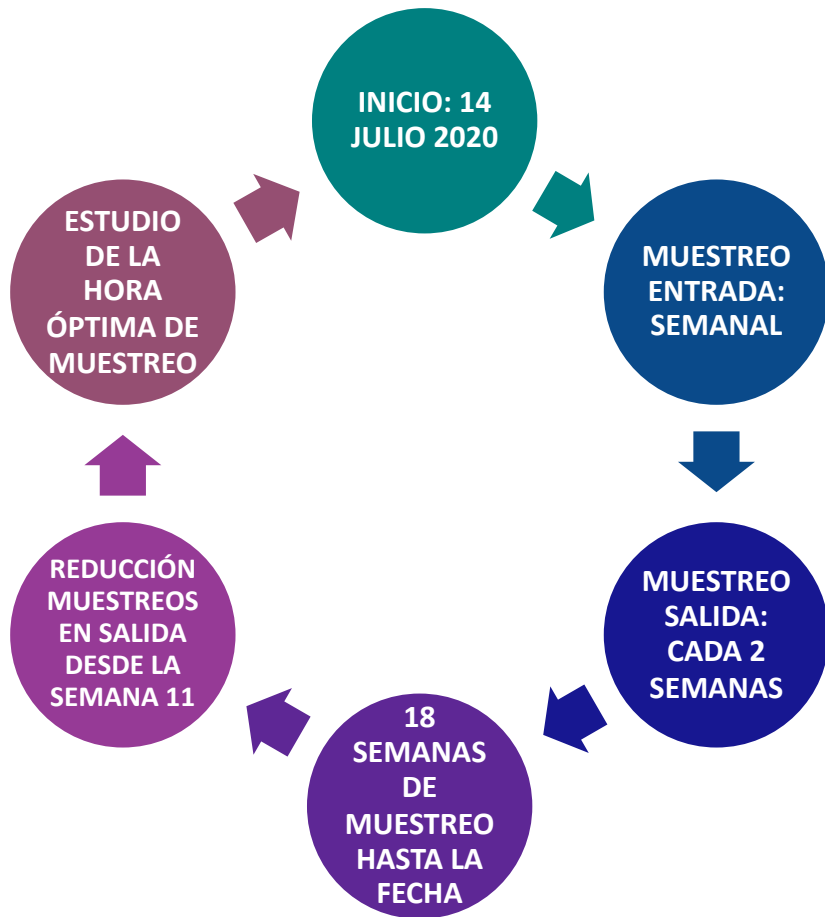 INICIO: 14
JULIO 2020
MUESTREO
ENTRADA:
SEMANAL
MUESTREO
SALIDA:
CADA 2
SEMANAS
18
SEMANAS
DE
MUESTREO
HASTA LA
FECHA
REDUCCIÓN
MUESTREOS
EN SALIDA
DESDE LA
SEMANA 11
ESTUDIO
DE LA
HORA
ÓPTIMA DE
MUESTREO